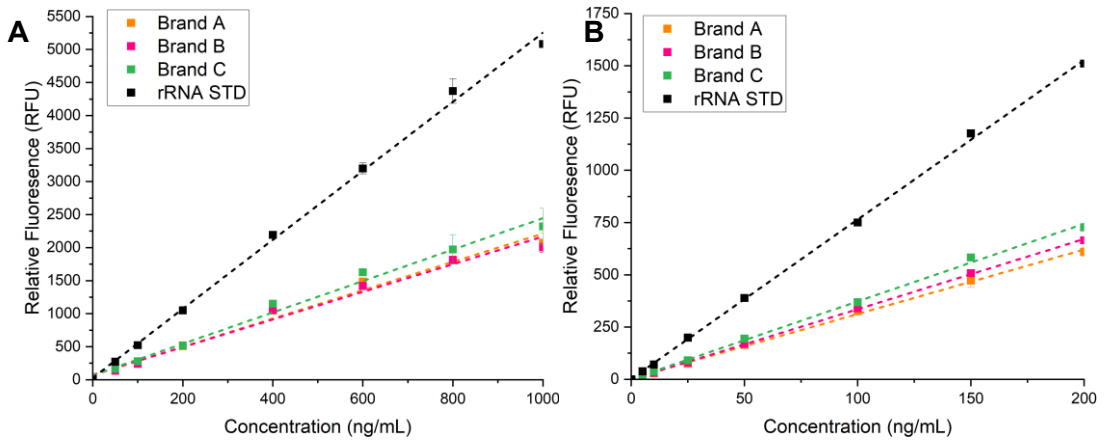 A
Brand A
Brand B
Brand C
rRNA STD
Relative Fluoresence (RFU)
5500
5000
4500
4000
3500
3000
2500
2000
1500
1000
500
0
0 200 400 600 800 1000
Concentration (ng/mL)
B
Brand A
Brand B
Brand C
rRNA STD
Relative Fluoresence (RFU)
1750
1500
1250
1000
750
500
250
0
0 50 100 150 200
Concentration (ng/mL)